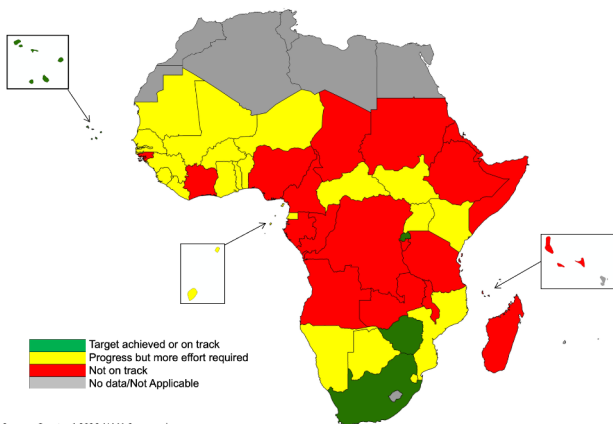 Target achieved or on track
Progress but more effort required
Not on track
No data/Not Applicable